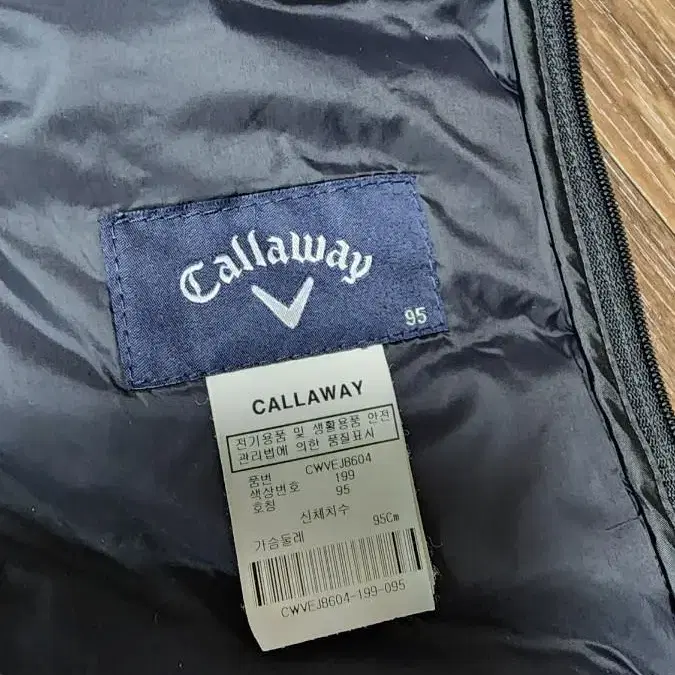 Callaway
95
CALLAWAY
전기용품 및 생활용품 안전
관리법에 의한 품질표시
품번 CWVEJ8604
색상번호 199
호칭 95
신체치수
가슴둘레 95Cm
CWVEJ8604-199-095